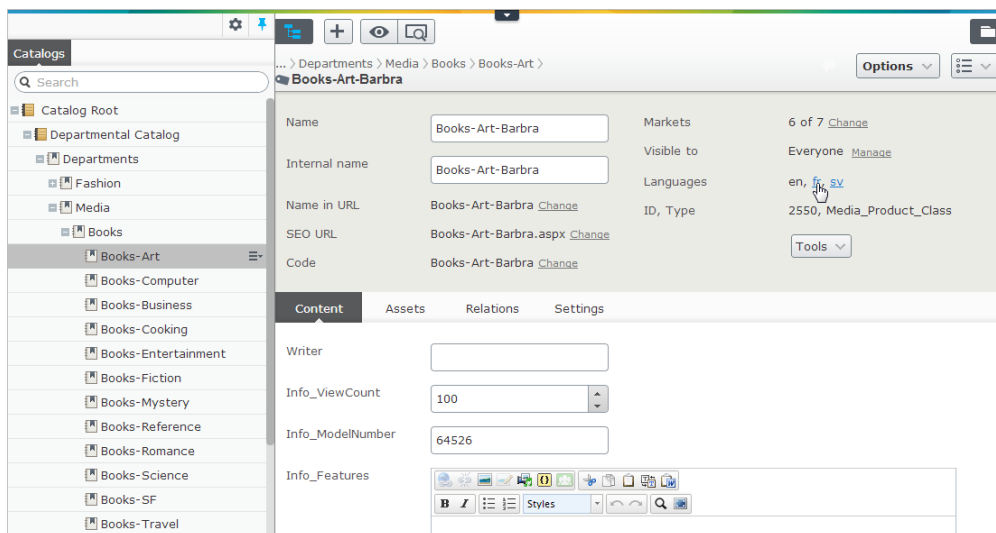 Catalogs
Search
Catalog Root
Departmental Catalog
Departments
Fashion
Media
Books
Books-Art
Books-Computer
Books-Business
Books-Cooking
Books-Entertainment
Books-Fiction
Books-Mystery
Books-Reference
Books-Romance
Books-Science
Books-SF
Books-Travel
... > Departments > Media > Books > Books-Art >
Books-Art-Barbra
Options
Name Books-Art-Barbra
Internal name Books-Art-Barbra
Name in URL Books-Art-Barbra Change
SEO URL Books-Art-Barbra.aspx Change
Code Books-Art-Barbra Change
Markets 6 of 7 Change
Visible to Everyone Manage
Languages en, fr, sv
ID, Type 2550, Media_Product_Class
Tools
Content Assets Relations Settings
Writer
Info_ViewCount 100
Info_ModelNumber 64526
Info_Features
B I Styles